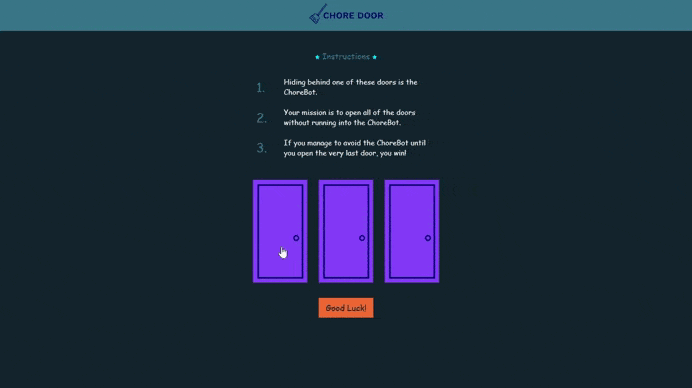 CHORE DOOR
Instructions
1.
Hiding behind one of these doors is the
ChoreBot.
2.
Your mission is to open all of the doors
without running into the ChoreBot.
3.
If you manage to avoid the ChoreBot until
you open the very last door, you win!
Good Luck!